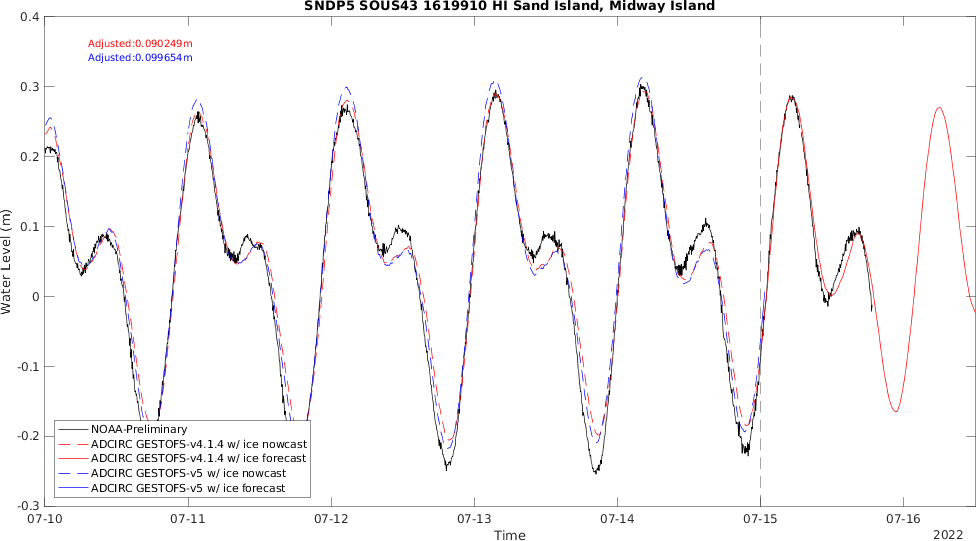 SNDP5 SOUS43 1619910 HI Sand Island, Midway Island
0.4
Adjusted:0.090249m
Adjusted:0.099654m
0.3
0.2
0.1
0
-0.1
-0.2
-0.3
Water Level (m)
NOAA-Preliminary
ADCIRC GESTOFS-v4.1.4 w/ ice nowcast
ADCIRC GESTOFS-v4.1.4 w/ ice forecast
ADCIRC GESTOFS-v5 w/ ice nowcast
ADCIRC GESTOFS-v5 w/ ice forecast
07-10 07-11 07-12 07-13 07-14 07-15 07-16
Time
2022